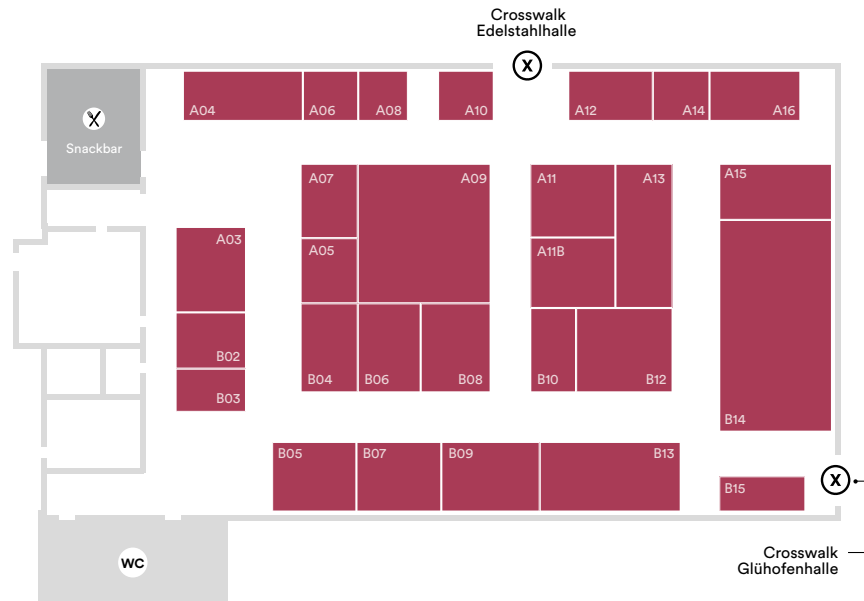 Crosswalk
Edelstahlhalle
X
A04
A06
A08
A10
A12
A14
A16
Snackbar
A07
A09
A11
A13
A15
A03
A05
A11B
B02
B04
B06
B08
B10
B12
B03
B14
B05
B07
B09
B13
X
B15
WC
Crosswalk
Glühofenhalle